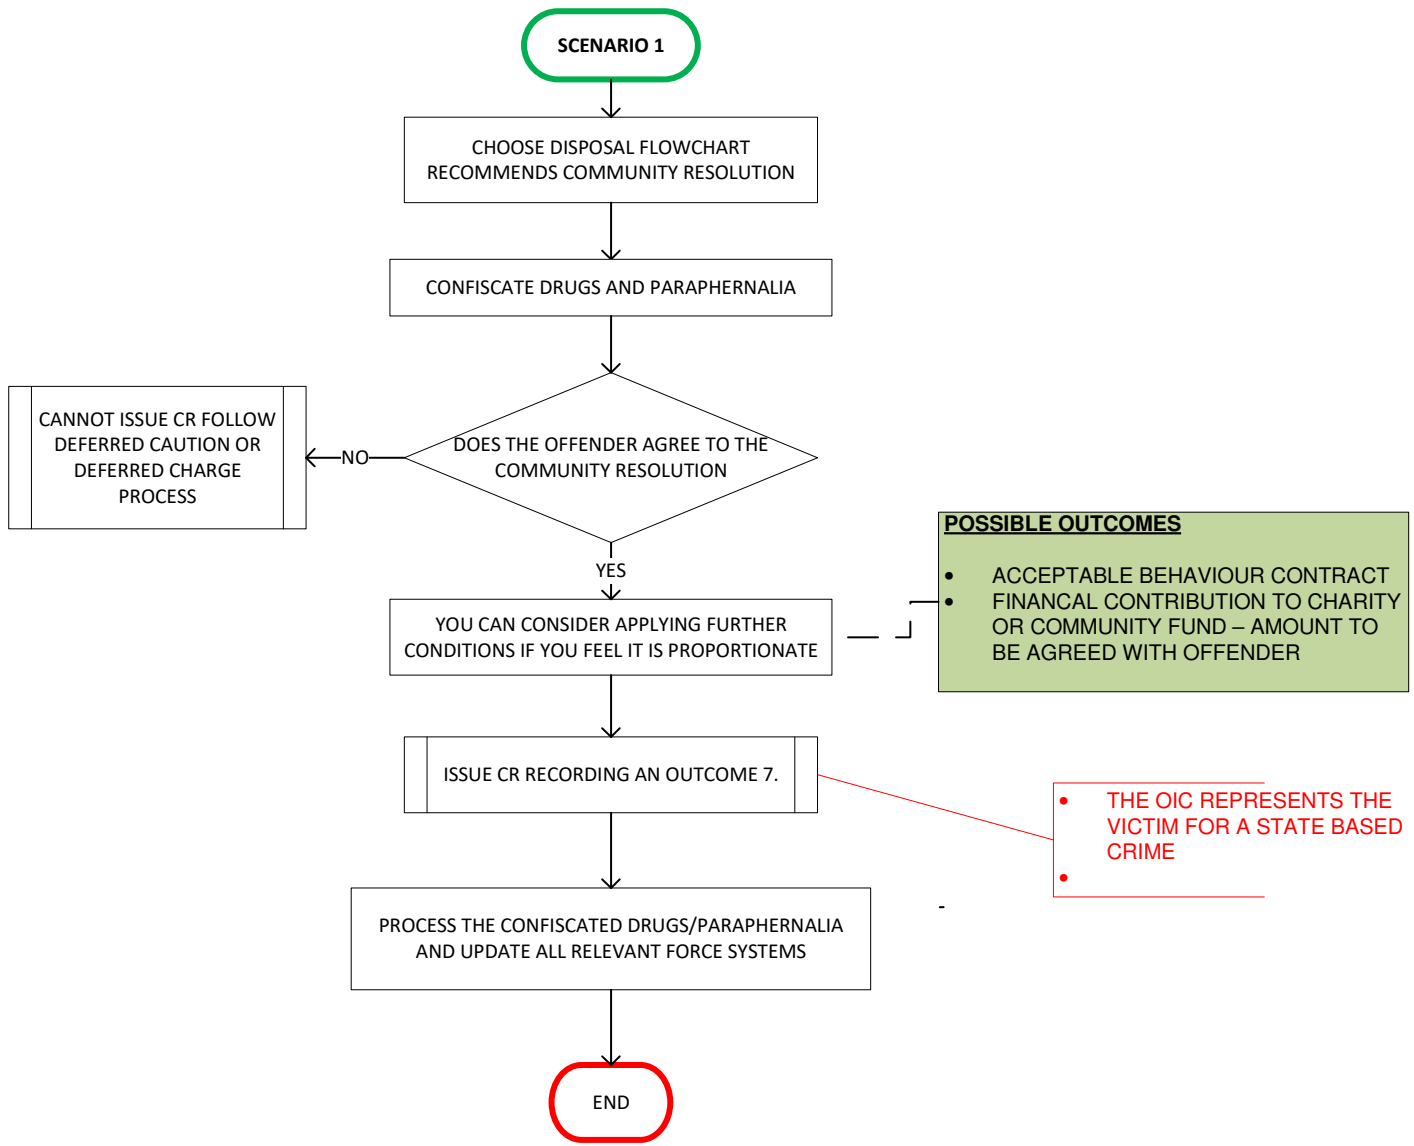 SCENARIO 1
CHOOSE DISPOSAL FLOWCHART
RECOMMENDS COMMUNITY RESOLUTION
CONFISCATE DRUGS AND PARAPHERNALIA
DOES THE OFFENDER AGREE TO THE
COMMUNITY RESOLUTION
NO
CANNOT ISSUE CR FOLLOW
DEFERRED CAUTION OR
DEFERRED CHARGE
PROCESS
YES
YOU CAN CONSIDER APPLYING FURTHER
CONDITIONS IF YOU FEEL IT IS PROPORTIONATE
POSSIBLE OUTCOMES
• ACCEPTABLE BEHAVIOUR CONTRACT
• FINANCAL CONTRIBUTION TO CHARITY
OR COMMUNITY FUND – AMOUNT TO
BE AGREED WITH OFFENDER
ISSUE CR RECORDING AN OUTCOME 7.
• THE OIC REPRESENTS THE
VICTIM FOR A STATE BASED
CRIME
•
-
PROCESS THE CONFISCATED DRUGS/PARAPHERNALIA
AND UPDATE ALL RELEVANT FORCE SYSTEMS
END